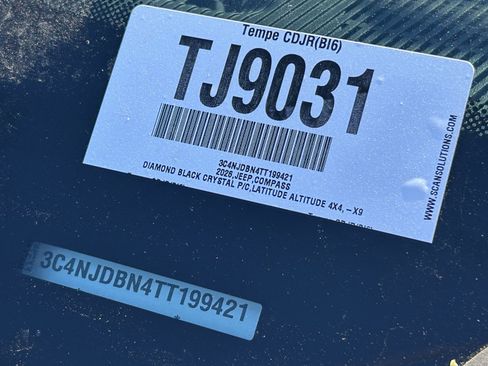 Tempe CDJR(BI6)
TJ9031
3C4NJDBN4TT199421
2026,JEEP,COMPASS
DIAMOND BLACK CRYSTAL P/C,LATITUDE ALTITUDE 4X4, - X9
WWW.SCANSOLUTIONS.COM
3C4NJDBN4TT199421